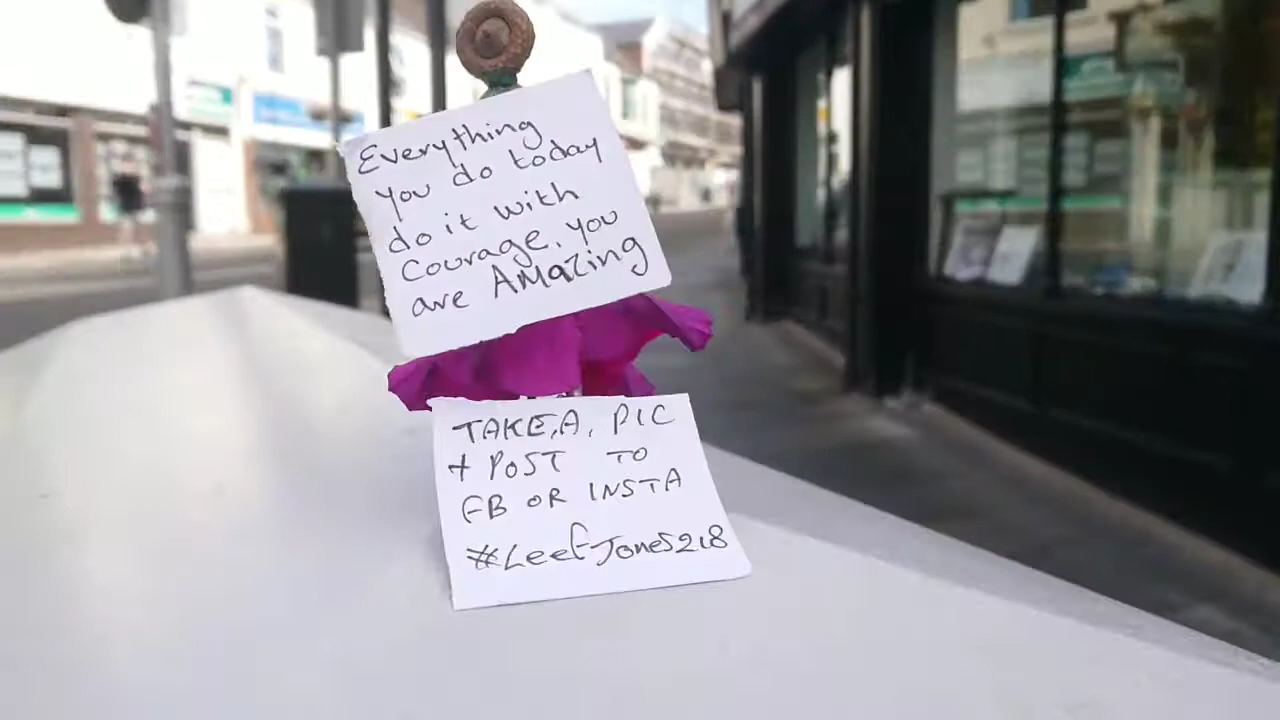 Everything
you do today
do it with
Courage. you
are AMAZing
TAKE,A, PIC
+ POST TO
FB OR INSTA
#LeefJones218